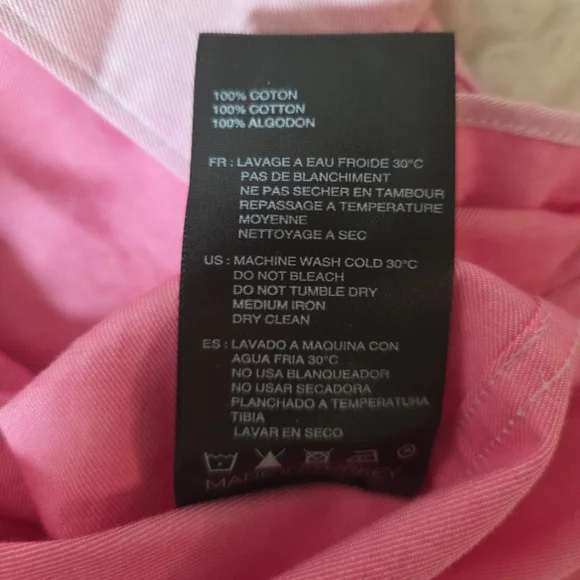 100% COTON
100% COTTON
100% ALGODON
FR : LAVAGE A EAU FROIDE 30°C
PAS DE BLANCHIMENT
NE PAS SECHER EN TAMBOUR
REPASSAGE A TEMPERATURE
MOYENNE
NETTOYAGE A SEC
US : MACHINE WASH COLD 30°C
DO NOT BLEACH
DO NOT TUMBLE DRY
MEDIUM IRON
DRY CLEAN
ES : LAVADO A MAQUINA CON
AGUA FRIA 30°C
NO USA BLANQUEADOR
NO USAR SECADORA
PLANCHADO A TEMPERATURA
TIBIA
LAVAR EN SECO